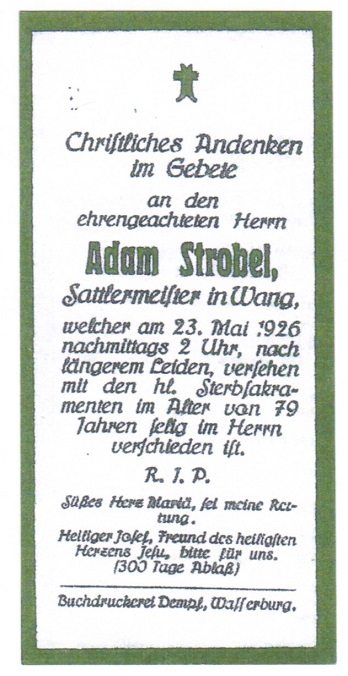 Christliches Andenken
im Gebete
an den
ehrengeachteten Herrn
Adam Strobel,
Sattlermeister in Wang,
welcher am 23. Mai 1926
nachmittags 2 Uhr, nach
längerem Leiden, versehen
mit den hl. Sterbsakra-
menten im Alter von 79
Jahren selig im Herrn
verschieden ist.
R. I. P.
Süßes Herz Mariä, sei meine Ret-
tung.
Heiliger Josef, Freund des heiligsten
Herzens Jesu, bitte für uns.
(300 Tage Ablaß)
Buchdruckerei Dempf, Wasserburg.